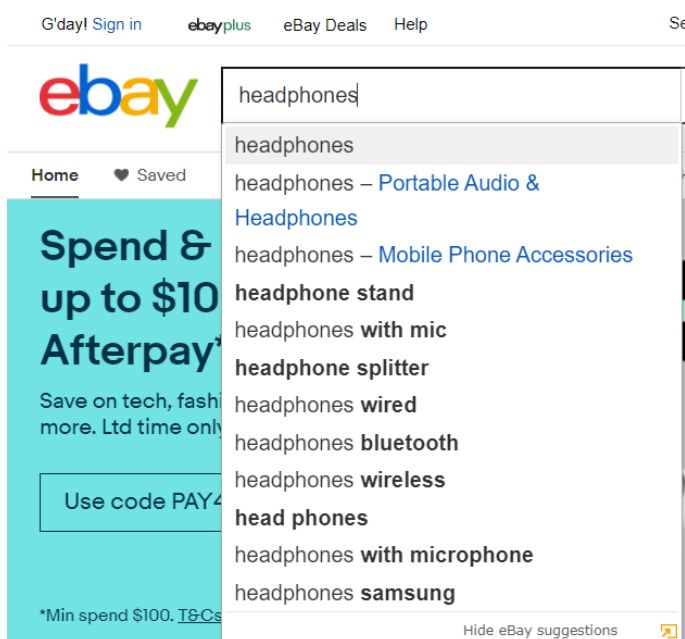 G'day! Sign in ebayplus eBay Deals Help
ebay
headphones
Home Saved
headphones
headphones – Portable Audio &
Headphones
headphones – Mobile Phone Accessories
headphone stand
headphones with mic
headphone splitter
headphones wired
headphones bluetooth
headphones wireless
head phones
headphones with microphone
headphones samsung
Hide eBay suggestions
Spend &
up to $10
Afterpay*
Save on tech,
more. Ltd time only
Use code
*Min spend $100. T&Cs